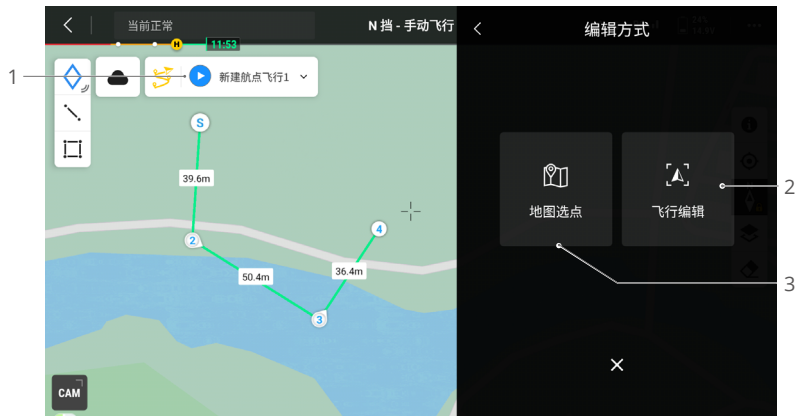 当前正常
N 挡 - 手动飞行
H
11:53
1
新建航点飞行1
S
39.6m
2
4
50.4m
36.4m
3
CAM
编辑方式
地图选点
飞行编辑
2
3